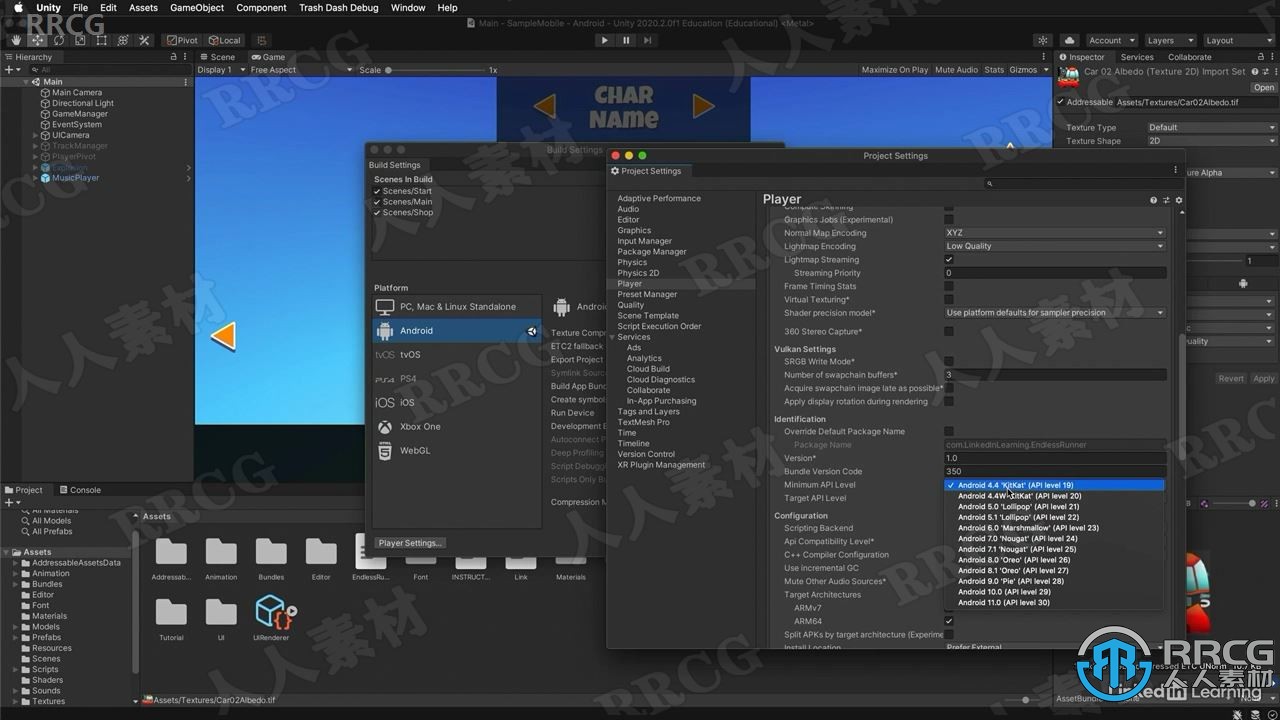 Unity File Edit Assets GameObject Component Trash Dash Debug Window Help
RRCG
Main - SampleMobile - Android - Unity 2020.2.0f1 Education (Educational) <Metal>
Pivot Local Account Layers Layout
Hierarchy Scene Game Inspector Services Collaborate
All Display 1 Free Aspect Scale 1x Maximize On Play Mute Audio Stats Gizmos
Car 02 Albedo (Texture 2D) Import Set
Open
Addressable Assets/Textures/Car02Albedo.tif
Texture Type Default
Texture Shape 2D
Main
Main Camera
Directional Light
GameManager
EventSystem
UICamera
TrackManager
PlayerPivot
Explosion
MusicPlayer
CHAR
NAME
Build Settings
Build Settings
Scenes In Build
Scenes/Start
Scenes/Main
Scenes/Shop
Platform
PC, Mac & Linux Standalone
Android
tvOS tvOS
PS4
iOS iOS
Xbox One
WebGL
Player Settings...
Android
Texture Compr
ETC2 fallback
Export Project
Symlink Source
Build App Bund
Create symbol
Run Device
Development B
Autoconnect P
Deep Profiling
Script Debuggi
Scripts Only Bu
Compression M
Project Settings
Project Settings
Adaptive Performance
Audio
Editor
Graphics
Input Manager
Package Manager
Physics
Physics 2D
Player
Preset Manager
Quality
Scene Template
Script Execution Order
Services
Ads
Analytics
Cloud Build
Cloud Diagnostics
Collaborate
In-App Purchasing
Tags and Layers
TextMesh Pro
Time
Timeline
Version Control
XR Plugin Management
Player
Compute Skinning
Graphics Jobs (Experimental)
Normal Map Encoding XYZ
Lightmap Encoding Low Quality
Lightmap Streaming
Streaming Priority 0
Frame Timing Stats
Virtual Texturing*
Shader precision model* Use platform defaults for sampler precision
360 Stereo Capture*
Vulkan Settings
SRGB Write Mode*
Number of swapchain buffers* 3
Acquire swapchain image late as possible*
Apply display rotation during rendering
Identification
Override Default Package Name
Package Name com.LinkedInLearning.EndlessRunner
Version* 1.0
Bundle Version Code 350
Minimum API Level
Target API Level
Configuration
Scripting Backend
Api Compatibility Level*
C++ Compiler Configuration
Use incremental GC
Mute Other Audio Sources*
Target Architectures
ARMv7
ARM64
Split APKs by target architecture (Experime
Install Location Prefer External
Android 4.4 'KitKat' (API level 19)
Android 4.4W 'KitKat' (API level 20)
Android 5.0 'Lollipop' (API level 21)
Android 5.1 'Lollipop' (API level 22)
Android 6.0 'Marshmallow' (API level 23)
Android 7.0 'Nougat' (API level 24)
Android 7.1 'Nougat' (API level 25)
Android 8.0 'Oreo' (API level 26)
Android 8.1 'Oreo' (API level 27)
Android 9.0 'Pie' (API level 28)
Android 10.0 (API level 29)
Android 11.0 (API level 30)
ure Alpha
1
uality
Revert Apply
Project Console
All Materials
All Models
All Prefabs
Assets
AddressableAssetsData
Animation
Bundles
Editor
Font
Materials
Models
Prefabs
Resources
Scenes
Scripts
Shaders
Sounds
Textures
Assets
Addressab... Animation Bundles Editor EndlessRu... Font INSTRUCT... Link Materials
Tutorial UI UIRenderer
Assets/Textures/Car02Albedo.tif
AssetBundle
RRCG
人人素材
LinkedIn Learning